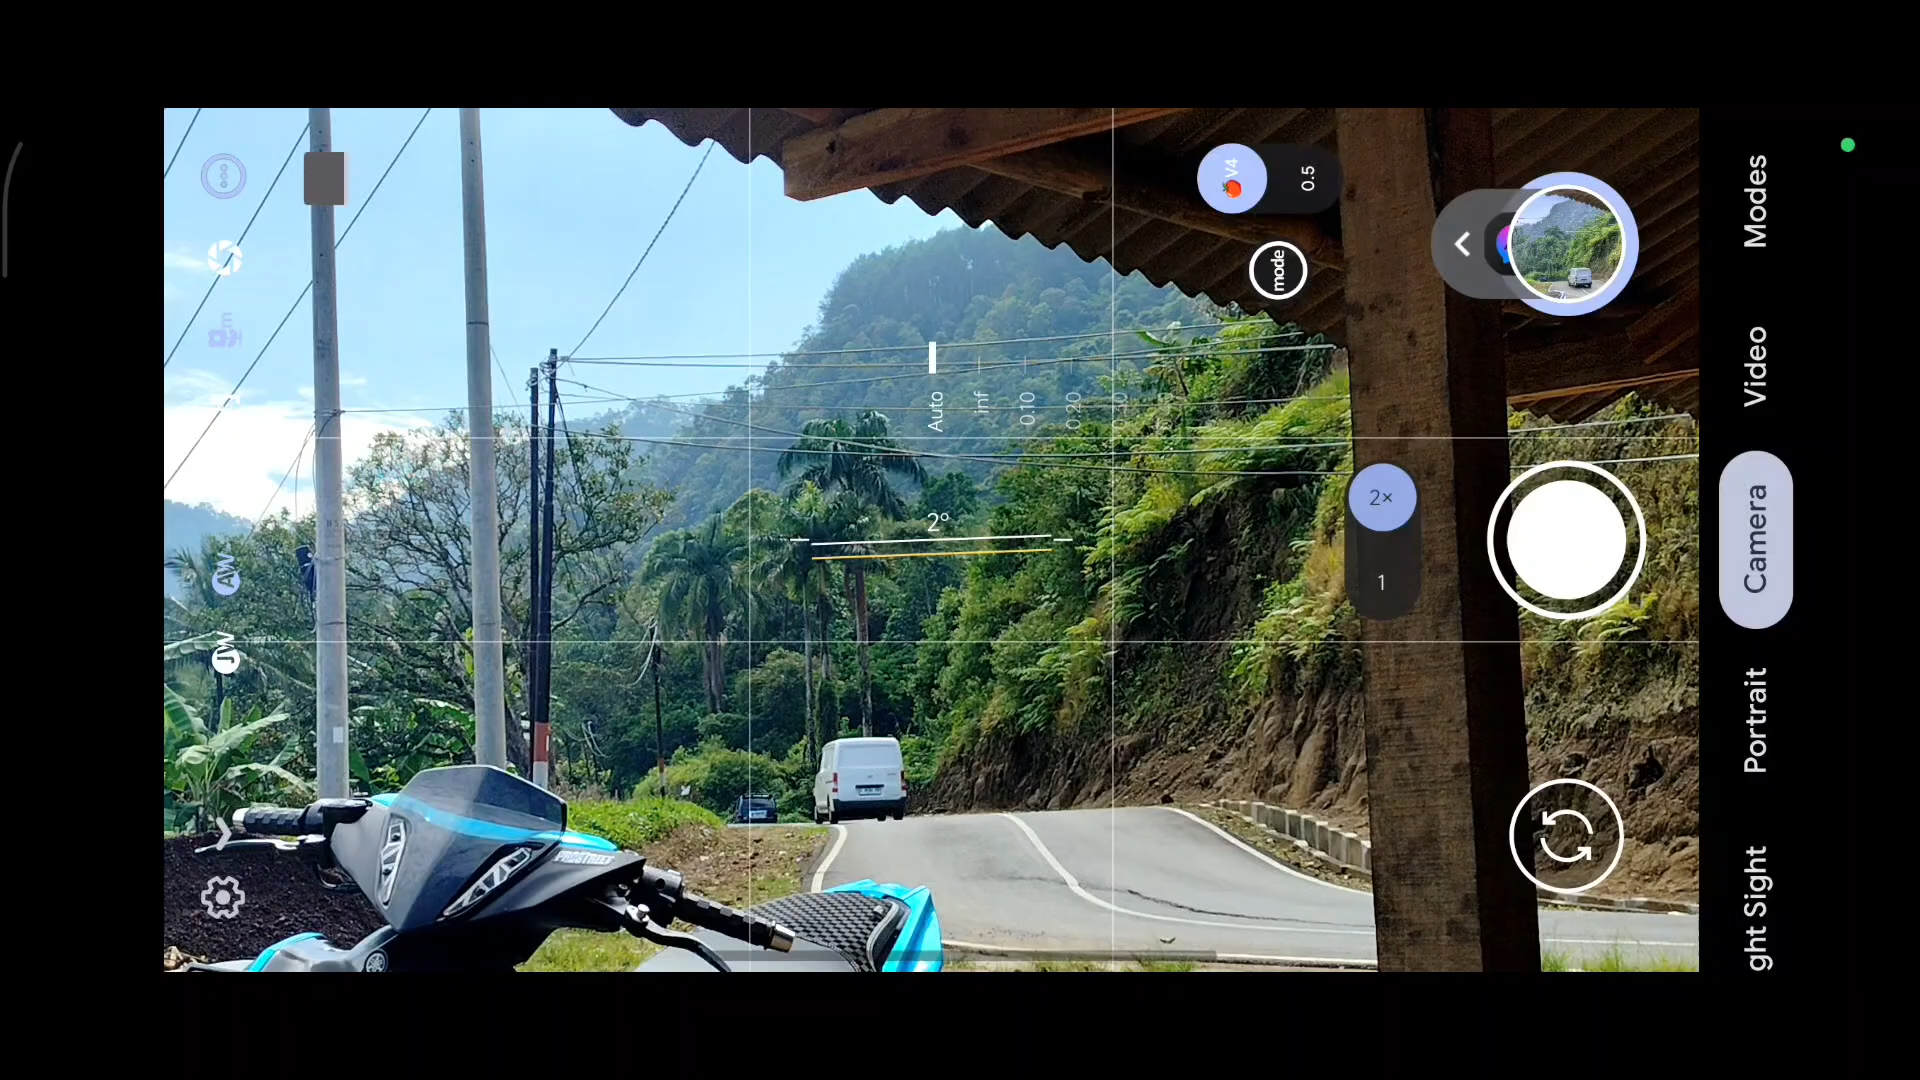 Modes
Video
Camera
Portrait
ght Sight
V4
0.5
mode
Auto
inf
0.10
0.20
2°
2×
1
AW
JW
m
PROSTREET